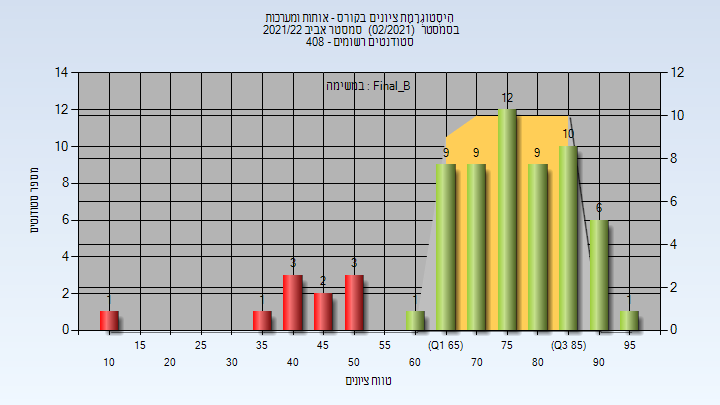 היסטוגרמת ציונים בקורס - אותות ומערכות
בסמסטר (02/2021) סמסטר אביב 2021/22
סטודנטים רשומים - 408
במשימה : Final_B
14 12 10 8 6 4 2 0
12 10 8 6 4 2 0
1 1 3 2 3 1 9 9 12 9 10 6 1
15 25 35 45 55 (Q1 65) 75 (Q3 85) 95
10 20 30 40 50 60 70 80 90
מספר סטודנטים
טווח ציונים